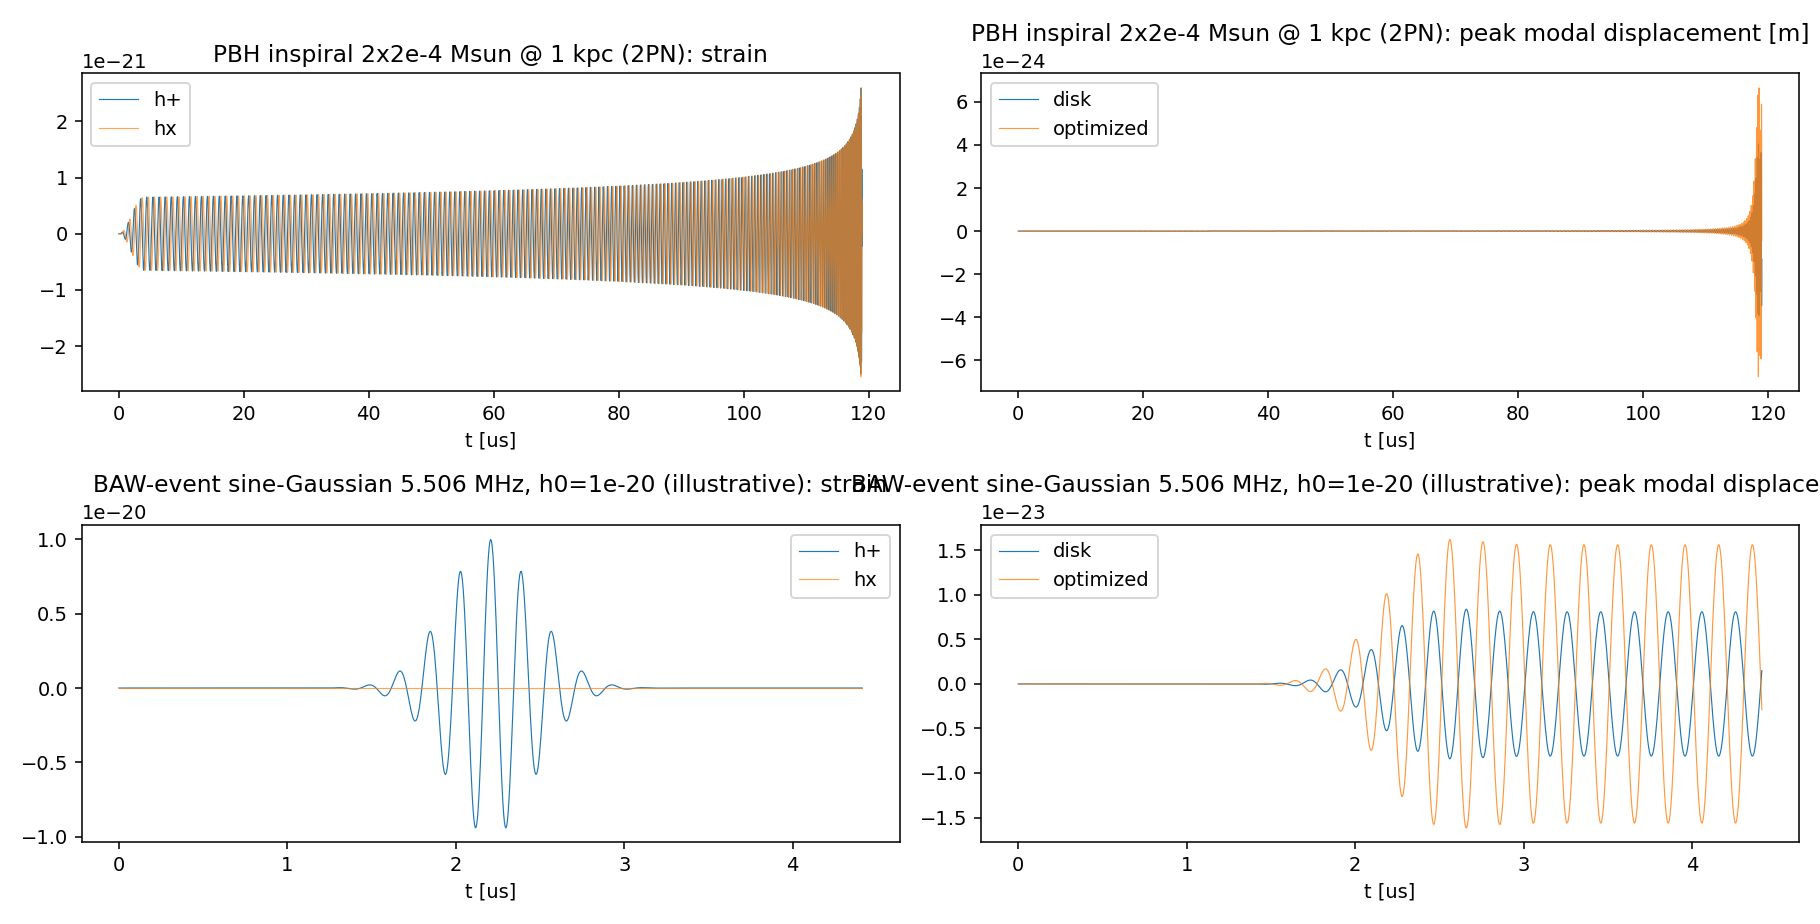 PBH inspiral 2x2e-4 Msun @ 1 kpc (2PN): strain
1e−21
h+
hx
2
1
0
−1
−2
0 20 40 60 80 100 120
t [us]
PBH inspiral 2x2e-4 Msun @ 1 kpc (2PN): peak modal displacement [m]
1e−24
disk
optimized
6
4
2
0
−2
−4
−6
0 20 40 60 80 100 120
t [us]
BAW-event sine-Gaussian 5.506 MHz, h0=1e-20 (illustrative): strain
1e−20
h+
hx
1.0
0.5
0.0
−0.5
−1.0
0 1 2 3 4
t [us]
BAW-event sine-Gaussian 5.506 MHz, h0=1e-20 (illustrative): peak modal displace
1e−23
disk
optimized
1.5
1.0
0.5
0.0
−0.5
−1.0
−1.5
0 1 2 3 4
t [us]